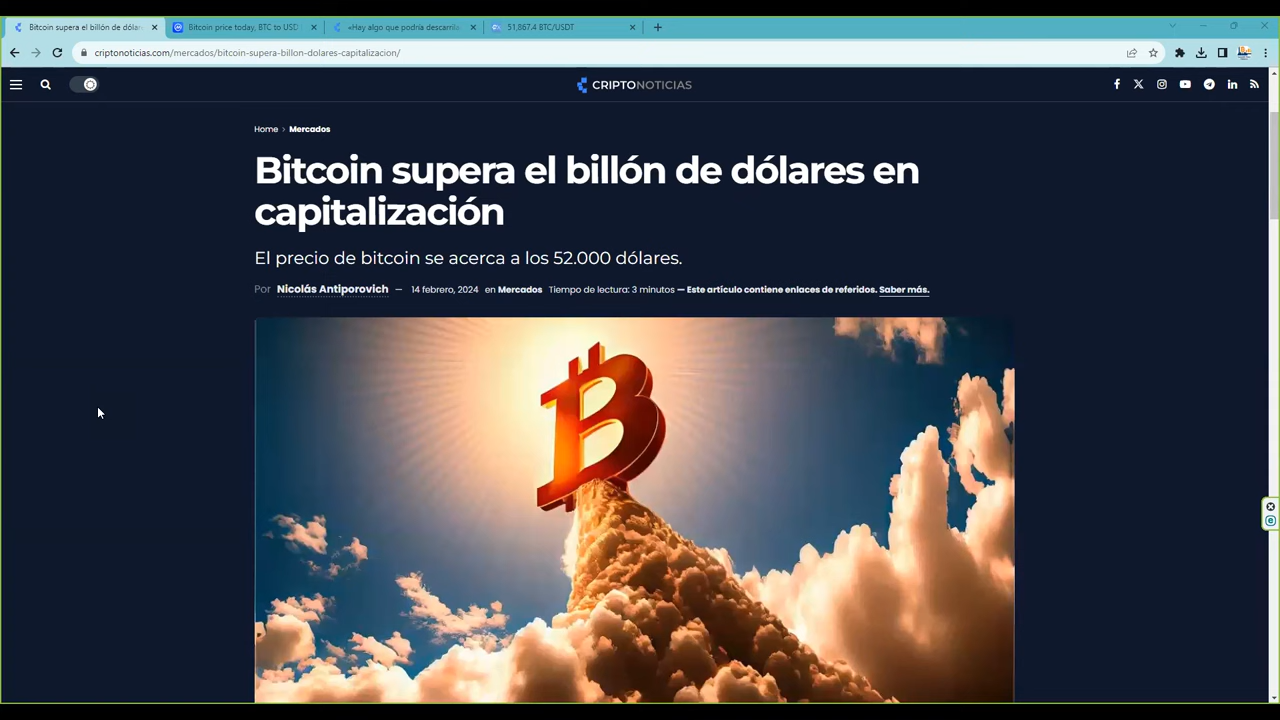 Bitcoin supera el billón de dólar
Bitcoin price today, BTC to USD
«Hay algo que podría descarrila
51,867.4 BTC/USDT
criptonoticias.com/mercados/bitcoin-supera-billon-dolares-capitalizacion/
CRIPTONOTICIAS
Home > Mercados
Bitcoin supera el billón de dólares en
capitalización
El precio de bitcoin se acerca a los 52.000 dólares.
Por Nicolás Antiporovich — 14 febrero, 2024 en Mercados Tiempo de lectura: 3 minutos — Este artículo contiene enlaces de referidos. Saber más.